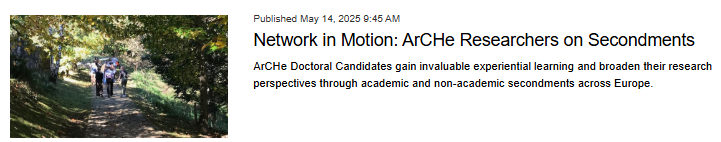 Published May 14, 2025 9:45 AM
Network in Motion: ArCHe Researchers on Secondments
ArCHe Doctoral Candidates gain invaluable experiential learning and broaden their research
perspectives through academic and non-academic secondments across Europe.